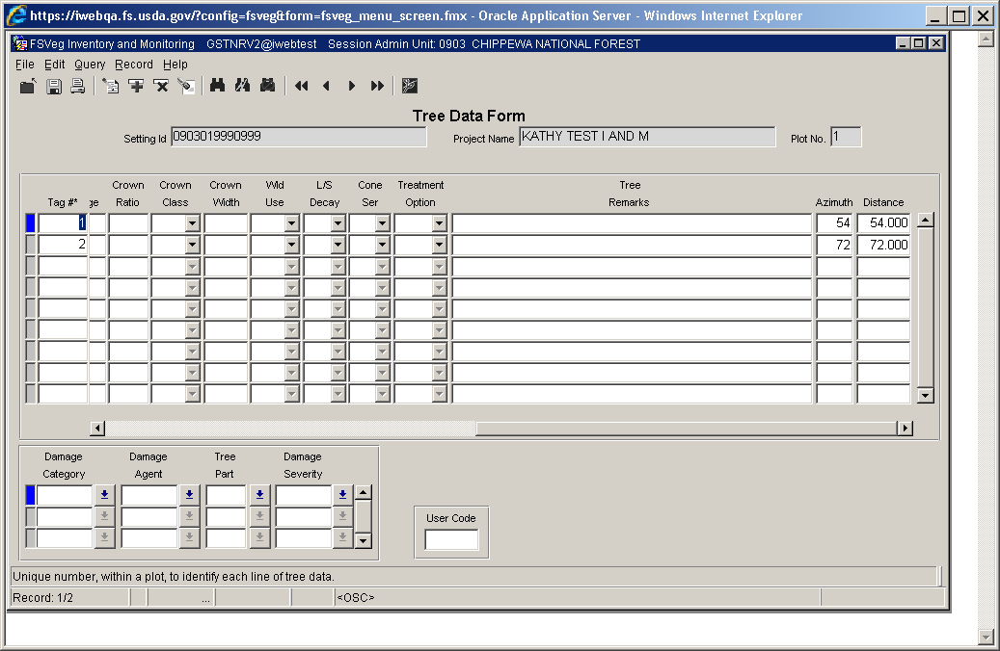 https://iwebqa.fs.usda.gov/?config=fsveg&form=fsveg_menu_screen.fmx - Oracle Application Server - Windows Internet Explorer
FSVeg Inventory and Monitoring GSTNRV2@iwebtest Session Admin Unit: 0903 CHIPPEWA NATIONAL FOREST
File Edit Query Record Help
Tree Data Form
Setting Id 0903019990999 Project Name KATHY TEST I AND M Plot No. 1
Crown Crown Crown Wld L/S Cone Treatment Tree
Tag #* ge Ratio Class Width Use Decay Ser Option Remarks Azimuth Distance
1 54 54.000
2 72 72.000
Damage Damage Tree Damage
Category Agent Part Severity
User Code
Unique number, within a plot, to identify each line of tree data.
Record: 1/2 ... <OSC>